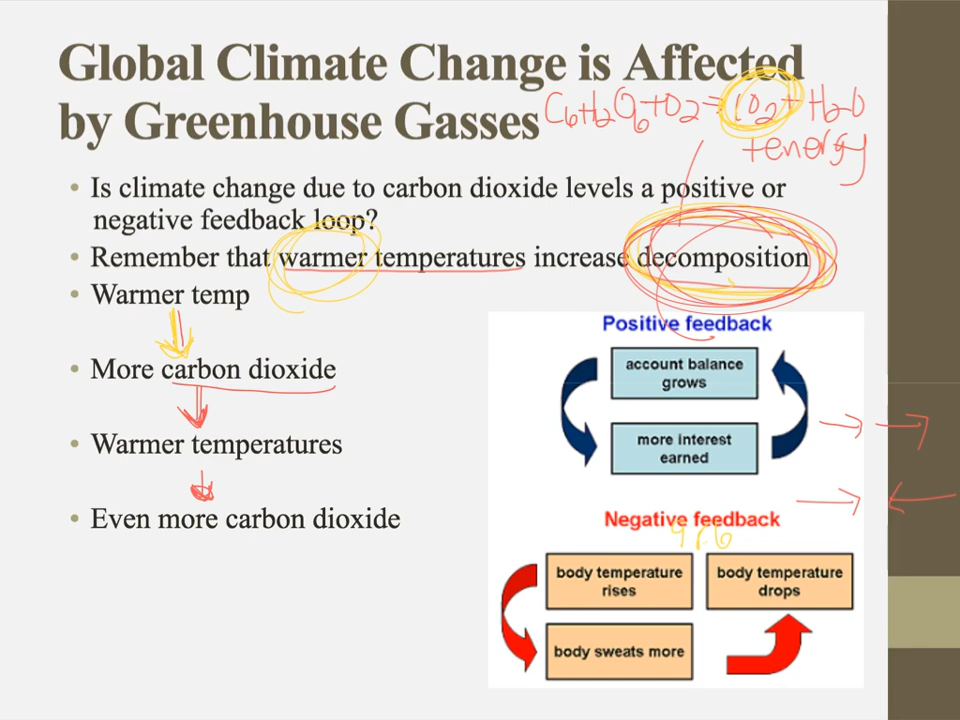 Global Climate Change is Affected
by Greenhouse Gasses
C6H2O6+O2=CO2+H2O
+energy
• Is climate change due to carbon dioxide levels a positive or
negative feedback loop?
• Remember that warmer temperatures increase decomposition
• Warmer temp
• More carbon dioxide
• Warmer temperatures
• Even more carbon dioxide
Positive feedback
account balance
grows
more interest
earned
Negative feedback
body temperature
rises
body temperature
drops
body sweats more